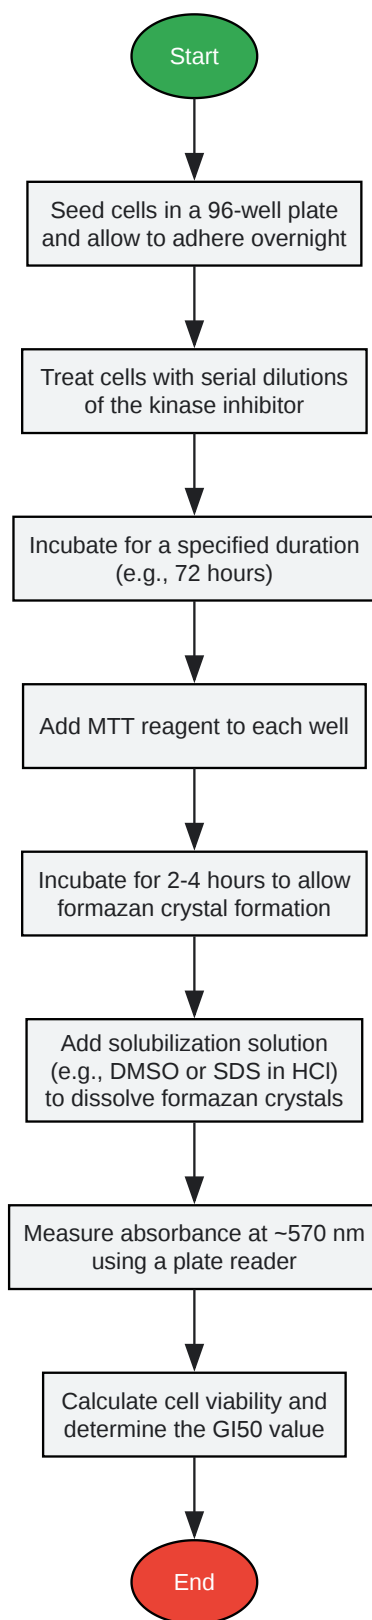 Start
Seed cells in a 96-well plate
and allow to adhere overnight
Treat cells with serial dilutions
of the kinase inhibitor
Incubate for a specified duration
(e.g., 72 hours)
Add MTT reagent to each well
Incubate for 2-4 hours to allow
formazan crystal formation
Add solubilization solution
(e.g., DMSO or SDS in HCl)
to dissolve formazan crystals
Measure absorbance at ~570 nm
using a plate reader
Calculate cell viability and
determine the GI50 value
End